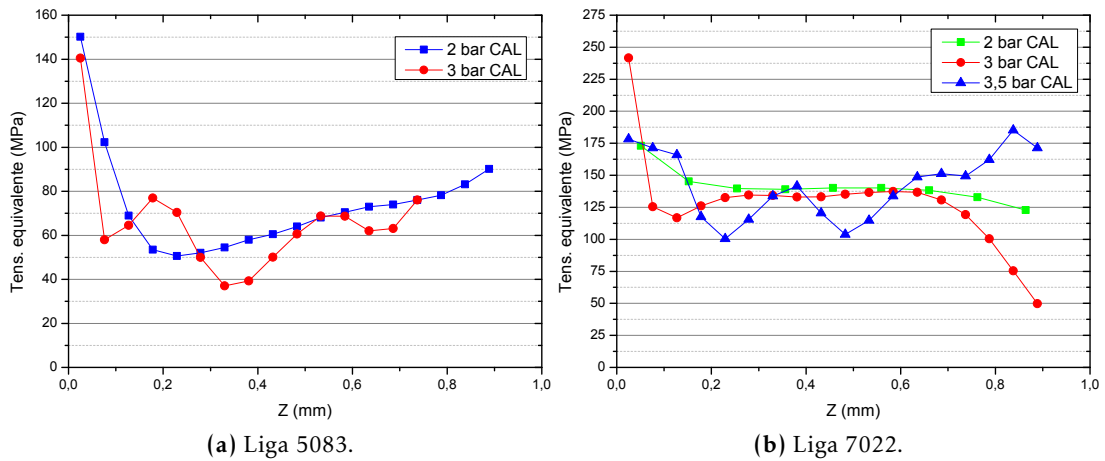 160
140
120
100
80
60
40
20
0
Tens. equivalente (MPa)
2 bar CAL
3 bar CAL
0,0 0,2 0,4 0,6 0,8 1,0
Z (mm)
(a) Liga 5083.
275
250
225
200
175
150
125
100
75
50
25
0
Tens. equivalente (MPa)
2 bar CAL
3 bar CAL
3,5 bar CAL
0,0 0,2 0,4 0,6 0,8 1,0
Z (mm)
(b) Liga 7022.